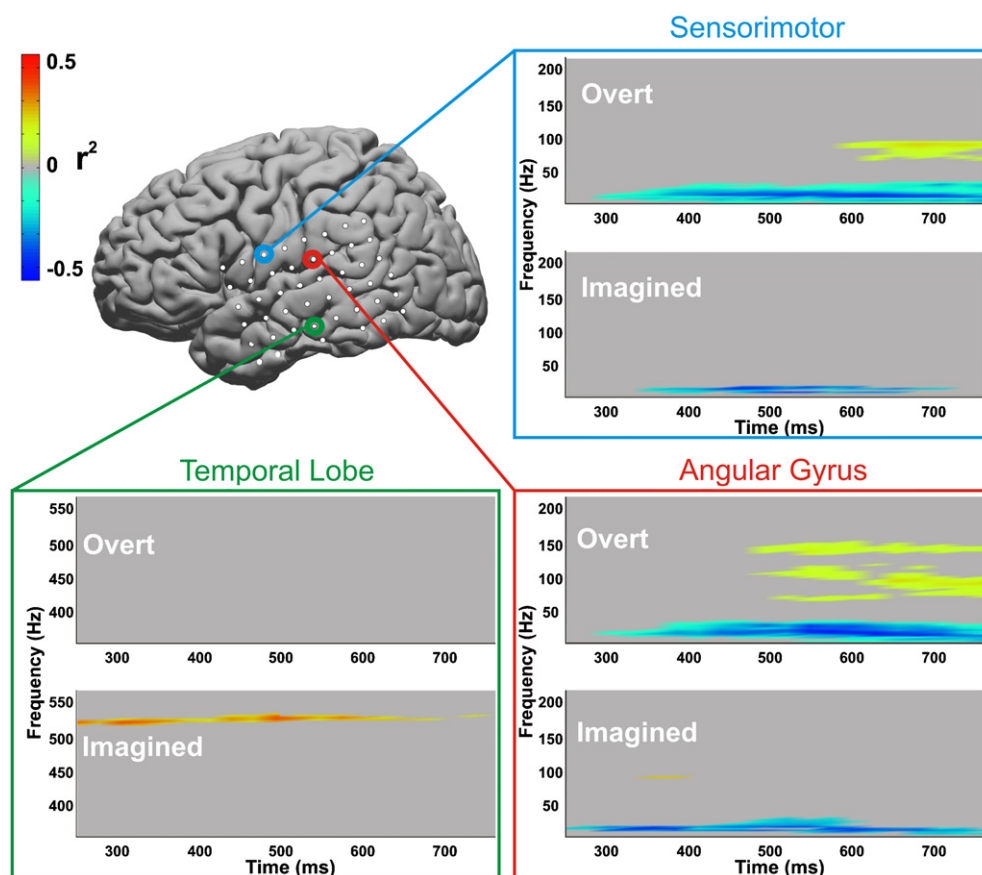 Sensorimotor
0.5
0
r²
-0.5
Overt
Frequency (Hz)
200
150
100
50
300 400 500 600 700
Imagined
200
150
100
50
300 400 500 600 700
Time (ms)
Temporal Lobe
Overt
Frequency (Hz)
550
500
450
400
300 400 500 600 700
Imagined
550
500
450
400
300 400 500 600 700
Time (ms)
Angular Gyrus
Overt
Frequency (Hz)
200
150
100
50
300 400 500 600 700
Imagined
200
150
100
50
300 400 500 600 700
Time (ms)